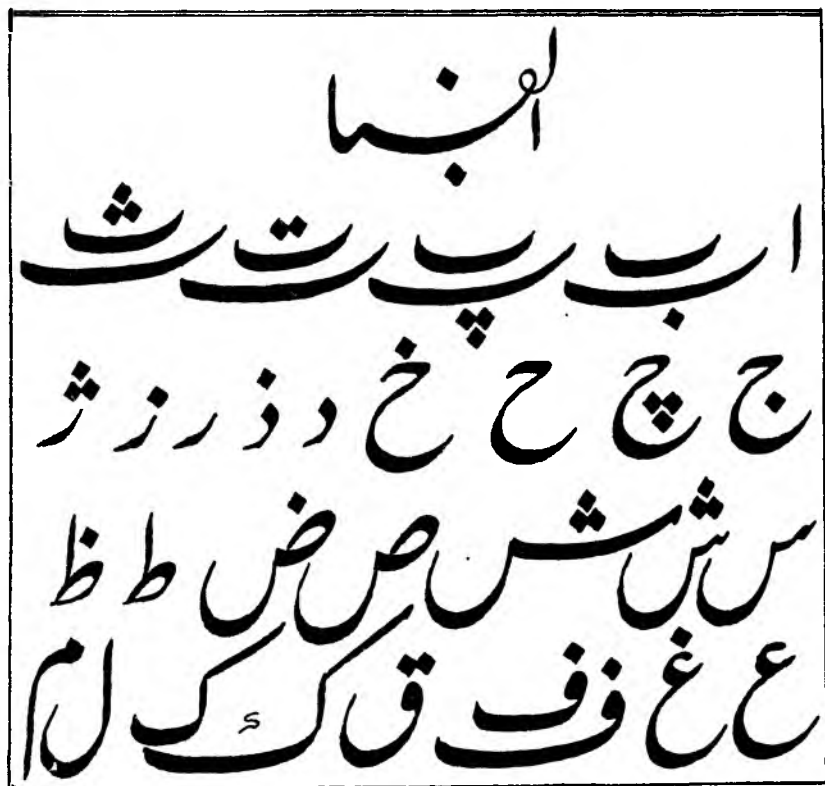 الفبا
ا ب پ ت ث
ج چ ح خ د ذ ر ز ژ
س ش ش ص ض ط ظ
ع غ ف ف ق ك ک ل م